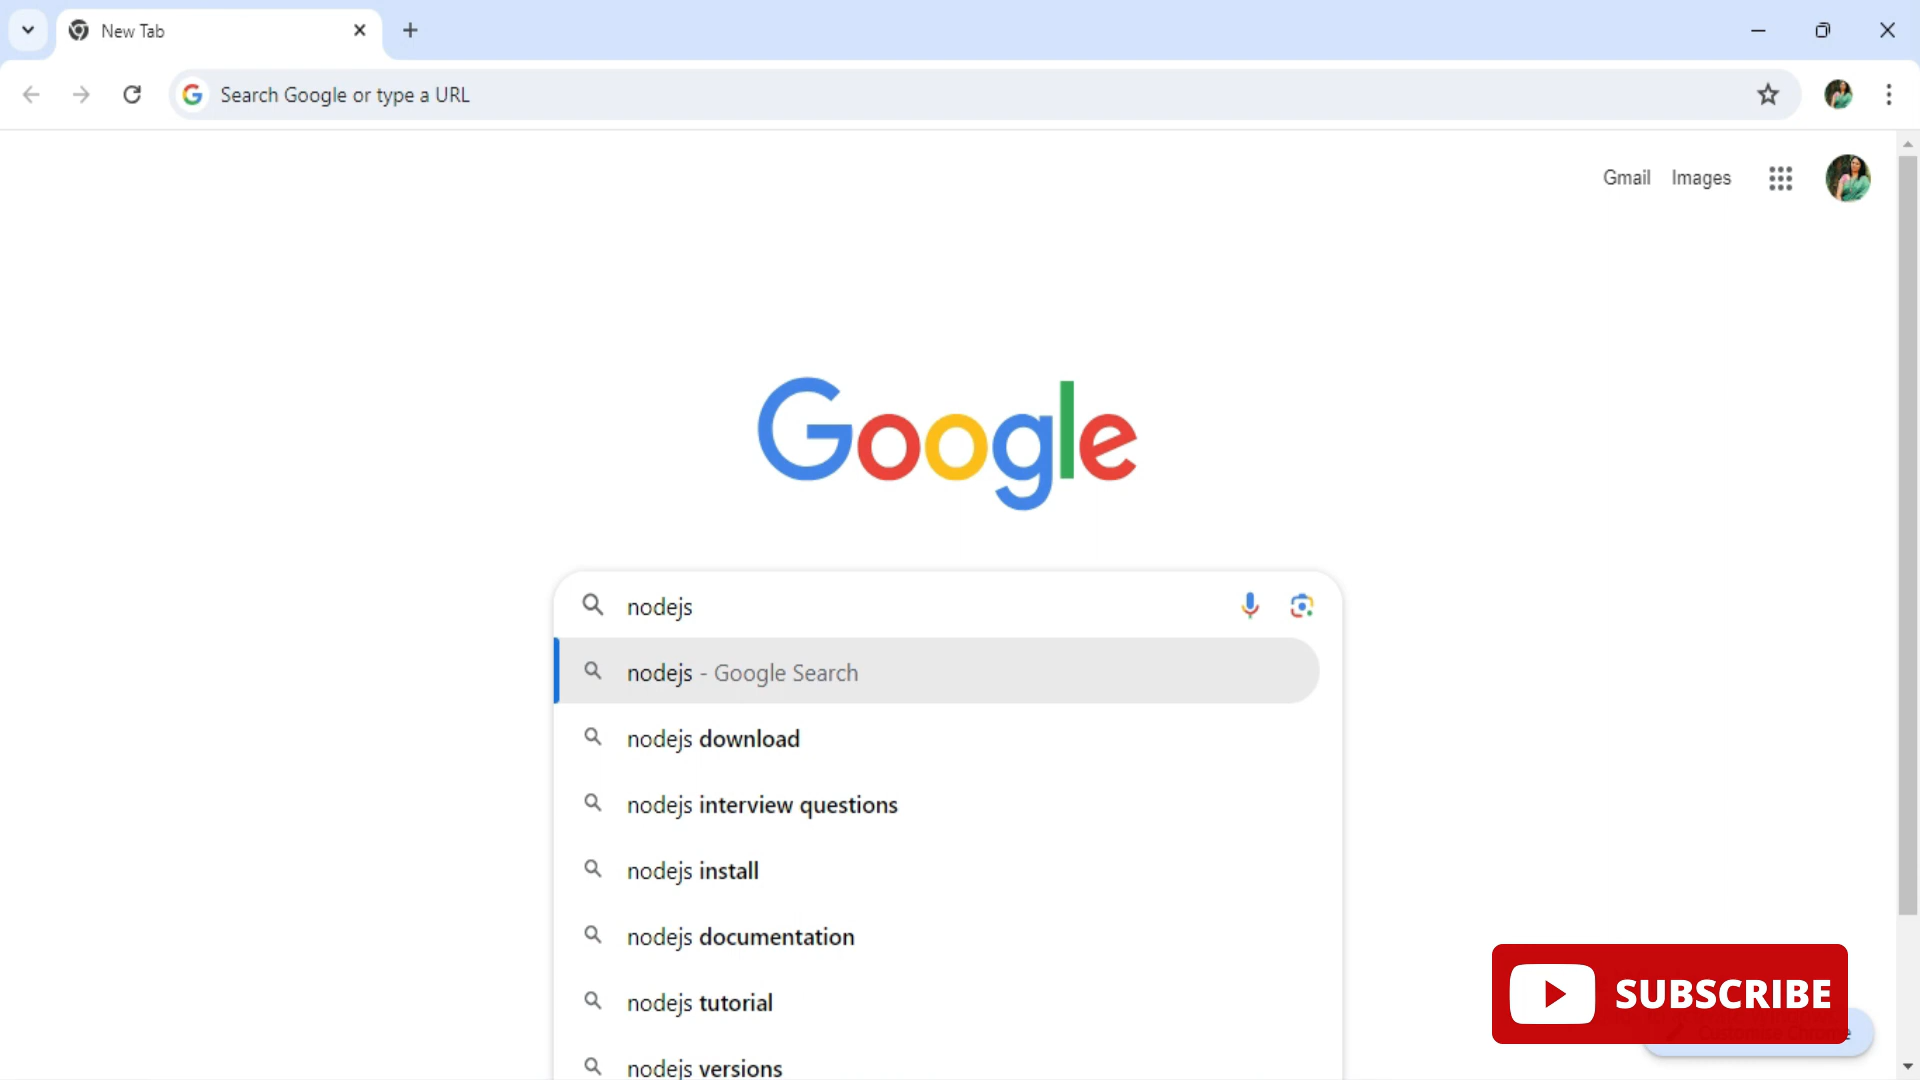 New Tab
Search Google or type a URL
Gmail Images
Google
nodejs
nodejs - Google Search
nodejs download
nodejs interview questions
nodejs install
nodejs documentation
nodejs tutorial
nodejs versions
SUBSCRIBE